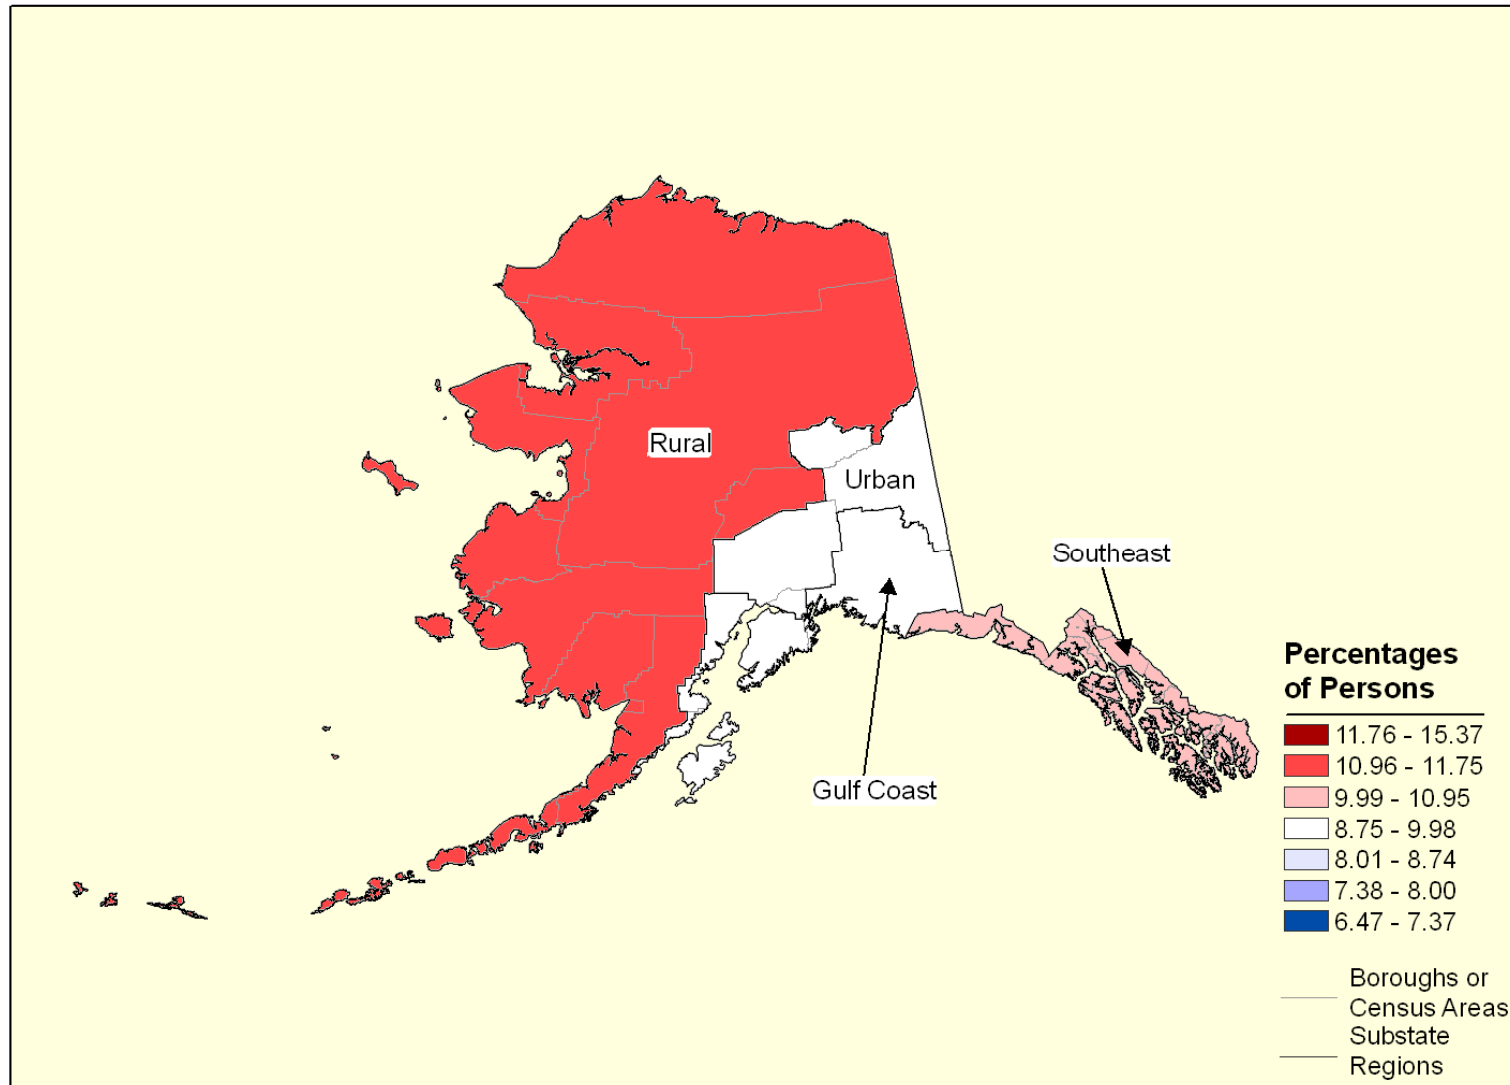 Rural
Urban
Southeast
Gulf Coast
Percentages
of Persons
11.76 - 15.37
10.96 - 11.75
9.99 - 10.95
8.75 - 9.98
8.01 - 8.74
7.38 - 8.00
6.47 - 7.37
Boroughs or
Census Areas
Substate
Regions